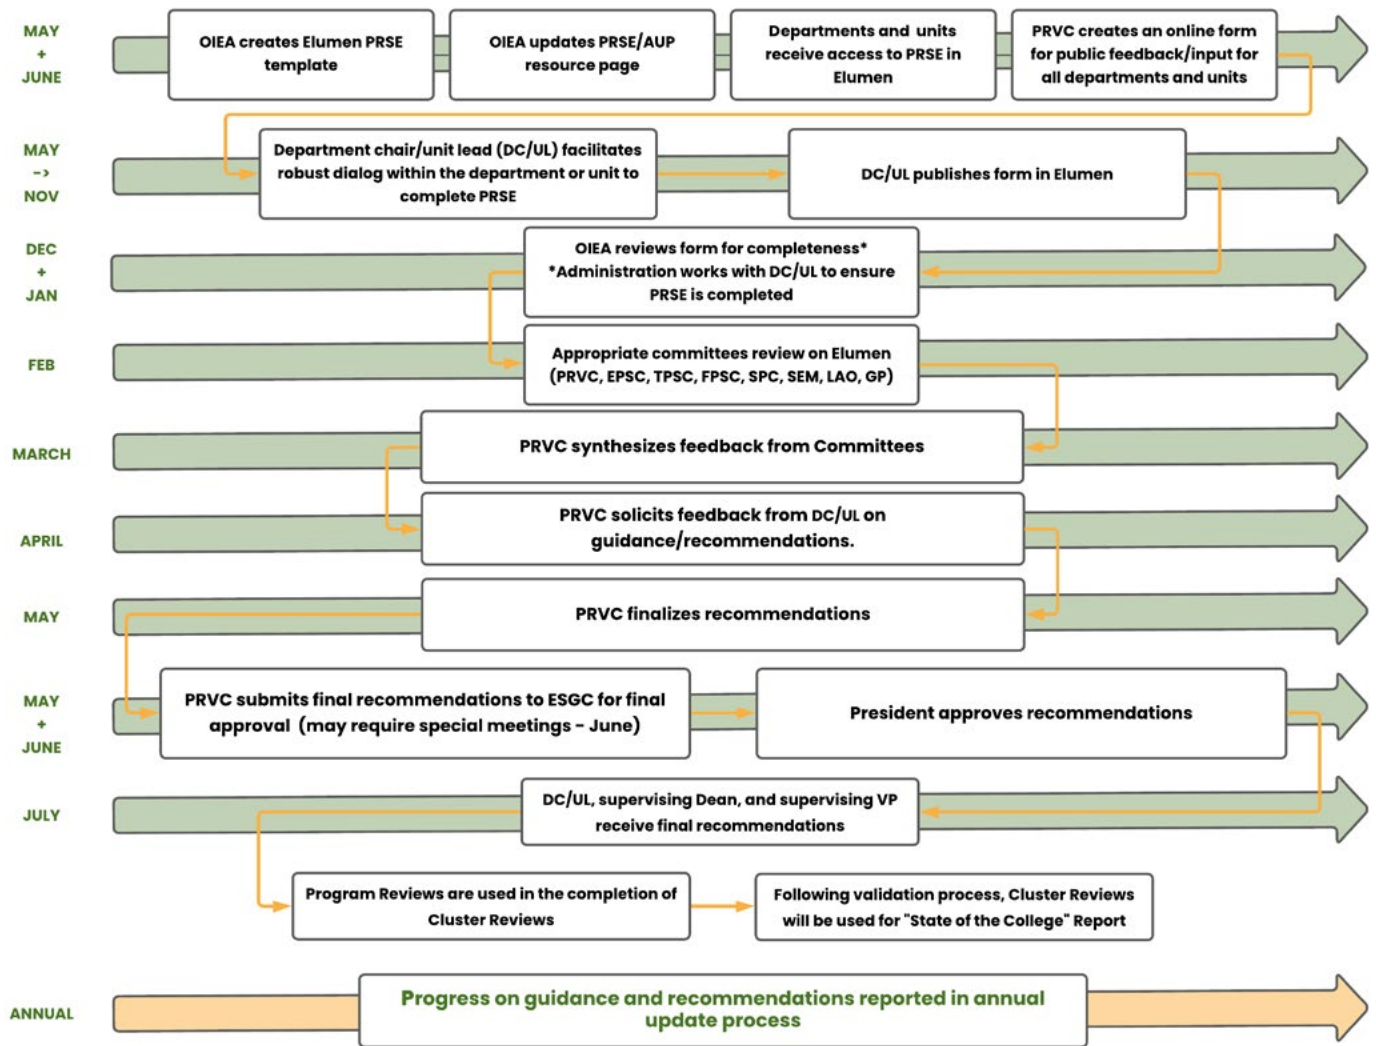 MAY
+
JUNE
OIEA creates Elumen PRSE
template
OIEA updates PRSE/AUP
resource page
Departments and units
receive access to PRSE in
Elumen
PRVC creates an online form
for public feedback/input for
all departments and units
MAY
->
NOV
Department chair/unit lead (DC/UL) facilitates
robust dialog within the department or unit to
complete PRSE
DC/UL publishes form in Elumen
DEC
+
JAN
OIEA reviews form for completeness*
*Administration works with DC/UL to ensure
PRSE is completed
FEB
Appropriate committees review on Elumen
(PRVC, EPSC, TPSC, FPSC, SPC, SEM, LAO, GP)
MARCH
PRVC synthesizes feedback from Committees
APRIL
PRVC solicits feedback from DC/UL on
guidance/recommendations.
MAY
PRVC finalizes recommendations
MAY
+
JUNE
PRVC submits final recommendations to ESGC for final
approval (may require special meetings - June)
President approves recommendations
JULY
DC/UL, supervising Dean, and supervising VP
receive final recommendations
Program Reviews are used in the completion of
Cluster Reviews
Following validation process, Cluster Reviews
will be used for "State of the College" Report
ANNUAL
Progress on guidance and recommendations reported in annual
update process